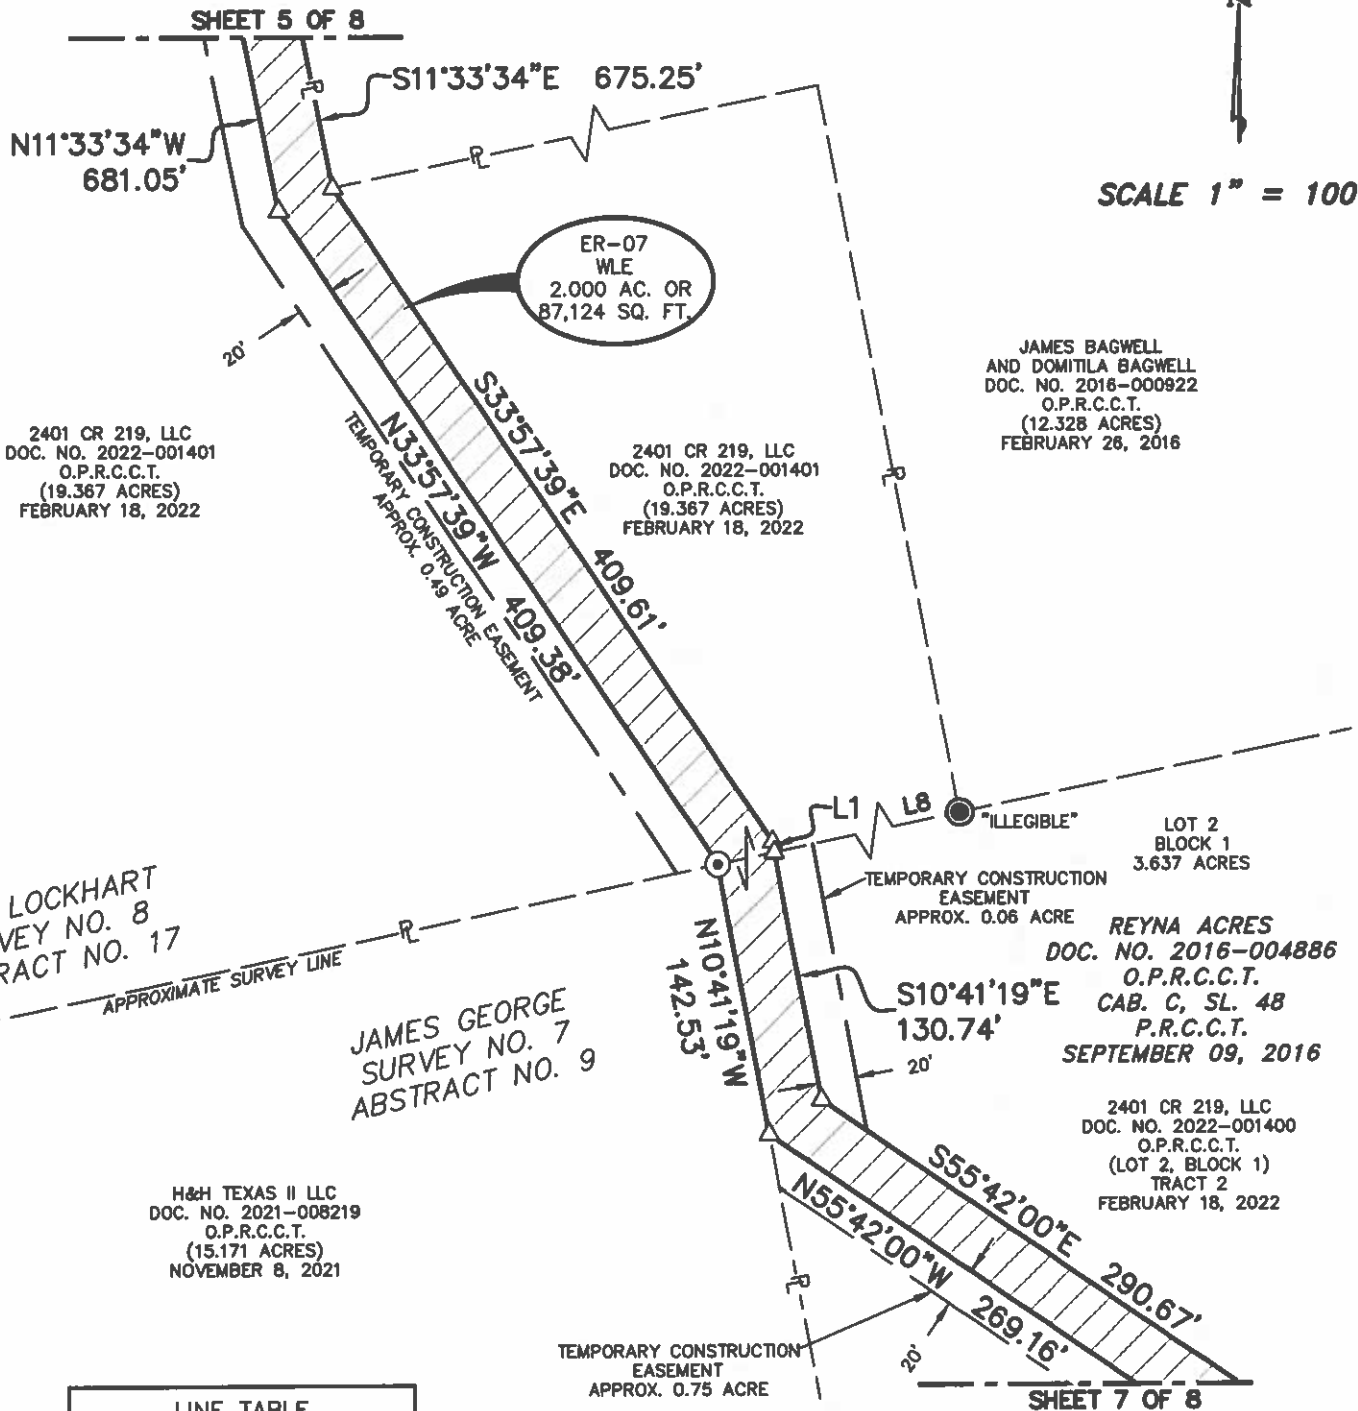 SHEET 5 OF 8
S11°33'34"E 675.25'
N11°33'34"W
681.05'
N
SCALE 1" = 100
ER-07
WLE
2.000 AC. OR
87,124 SQ. FT.
20'
JAMES BAGWELL
AND DOMITILA BAGWELL
DOC. NO. 2016-000922
O.P.R.C.C.T.
(12.328 ACRES)
FEBRUARY 26, 2016
2401 CR 219, LLC
DOC. NO. 2022-001401
O.P.R.C.C.T.
(19.367 ACRES)
FEBRUARY 18, 2022
S33°57'39"E 409.61'
N33°57'39"W 409.38'
TEMPORARY CONSTRUCTION EASEMENT
APPROX. 0.49 ACRE
2401 CR 219, LLC
DOC. NO. 2022-001401
O.P.R.C.C.T.
(19.367 ACRES)
FEBRUARY 18, 2022
PL
PL
PL
L1
L8
"ILLEGIBLE"
LOT 2
BLOCK 1
3.637 ACRES
TEMPORARY CONSTRUCTION
EASEMENT
APPROX. 0.06 ACRE
LOCKHART
VEY NO. 8
RACT NO. 17
PL
APPROXIMATE SURVEY LINE
JAMES GEORGE
SURVEY NO. 7
ABSTRACT NO. 9
N10°41'19"W
142.53'
S10°41'19"E
130.74'
20'
REYNA ACRES
DOC. NO. 2016-004886
O.P.R.C.C.T.
CAB. C, SL. 48
P.R.C.C.T.
SEPTEMBER 09, 2016
2401 CR 219, LLC
DOC. NO. 2022-001400
O.P.R.C.C.T.
(LOT 2, BLOCK 1)
TRACT 2
FEBRUARY 18, 2022
H&H TEXAS II LLC
DOC. NO. 2021-008219
O.P.R.C.C.T.
(15.171 ACRES)
NOVEMBER 8, 2021
S55°42'00"E 290.67'
N55°42'00"W 269.16'
PL
20'
TEMPORARY CONSTRUCTION
EASEMENT
APPROX. 0.75 ACRE
SHEET 7 OF 8
LINE TABLE